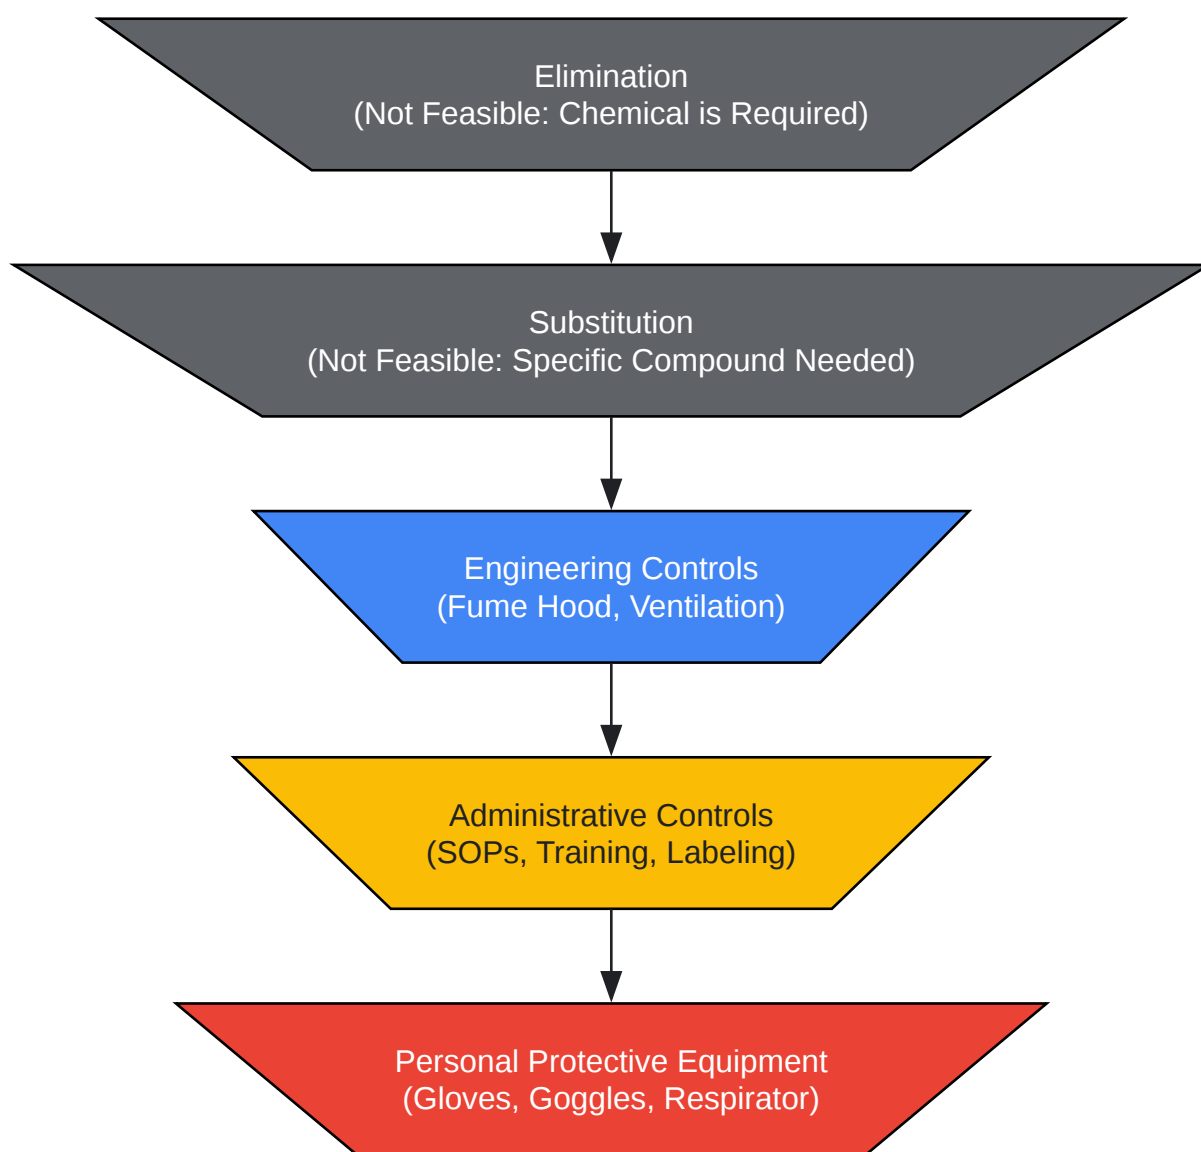 Elimination
(Not Feasible: Chemical is Required)
Substitution
(Not Feasible: Specific Compound Needed)
Engineering Controls
(Fume Hood, Ventilation)
Administrative Controls
(SOPs, Training, Labeling)
Personal Protective Equipment
(Gloves, Goggles, Respirator)